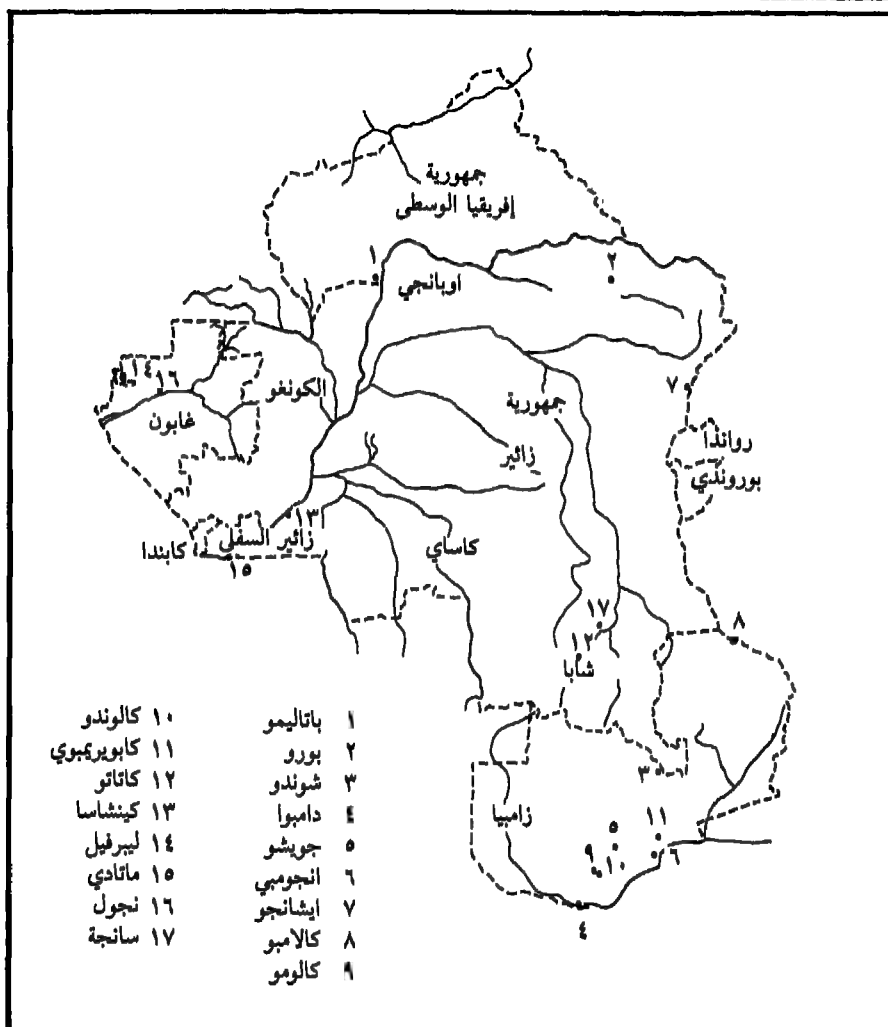 جمهورية
إفريقيا الوسطى
١
٢
اوبانجي
١٤
١٦
الكونغو
٧
جمهورية
غابون
رواندا
زائير
بوروندي
١٣
زائير السفلى
كابندا
١٥
كاساي
١٧
٨
١٢
شابا
٣
زامبيا
١١
٥
٩
١٠
٦
٤
١ باتاليمو
٢ بورو
٣ شوندو
٤ دامبوا
٥ جويشو
٦ انجومبي
٧ ايشانجو
٨ كالامبو
٩ كالومو
١٠ كالوندو
١١ كابويريمبوي
١٢ كاتاتو
١٣ كينشاسا
١٤ ليبرفيل
١٥ ماتادي
١٦ نجول
١٧ سانجة